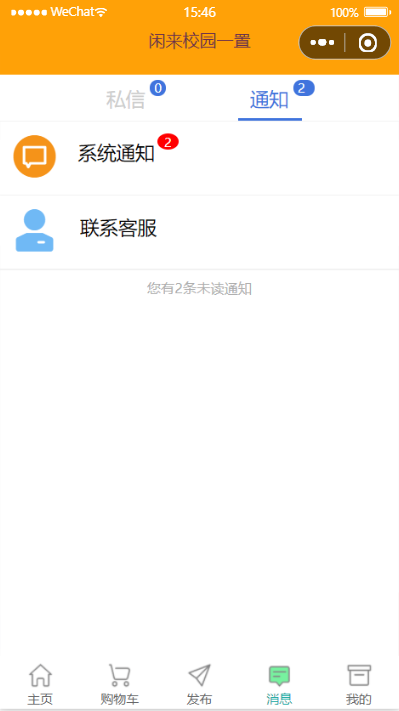 WeChat 15:46 100%
闲来校园一置
私信 0 通知 2
系统通知 2
联系客服
您有2条未读通知
主页 购物车 发布 消息 我的